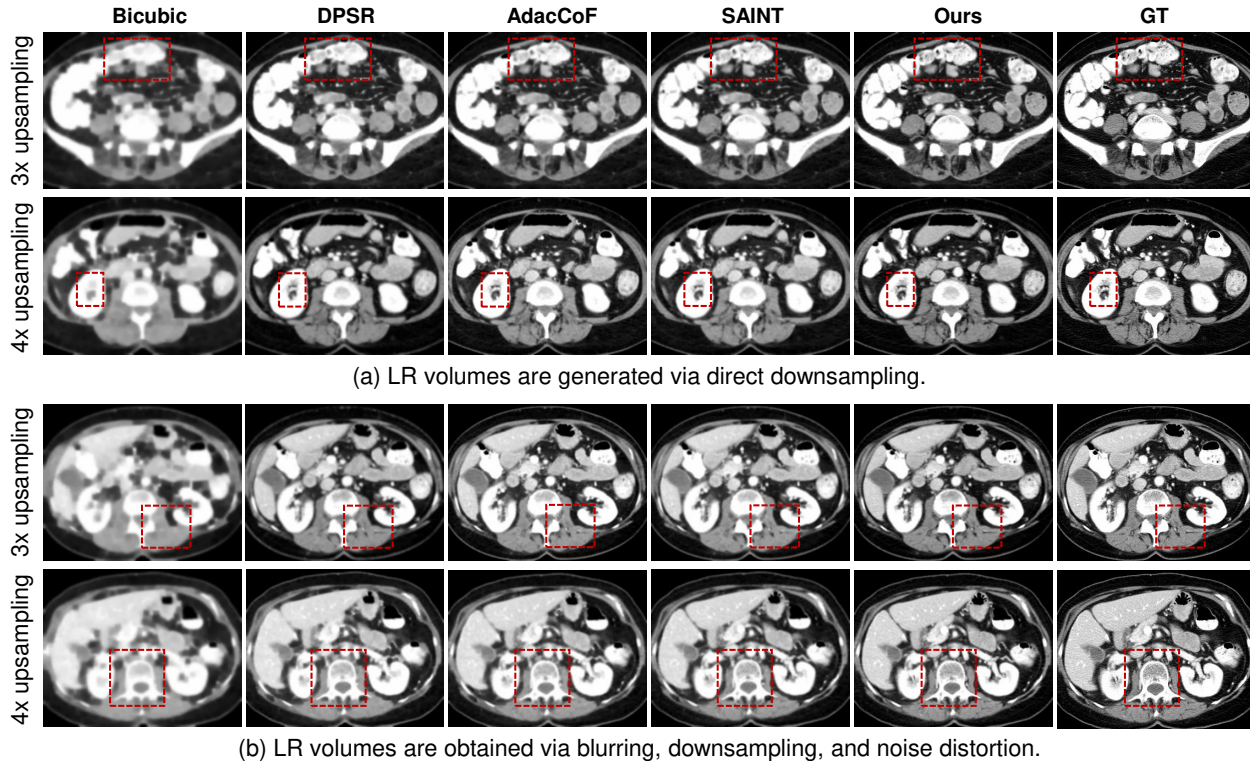 Bicubic DPSR AdacCoF SAINT Ours GT
3x upsampling
4x upsampling
(a) LR volumes are generated via direct downsampling.
3x upsampling
4x upsampling
(b) LR volumes are obtained via blurring, downsampling, and noise distortion.